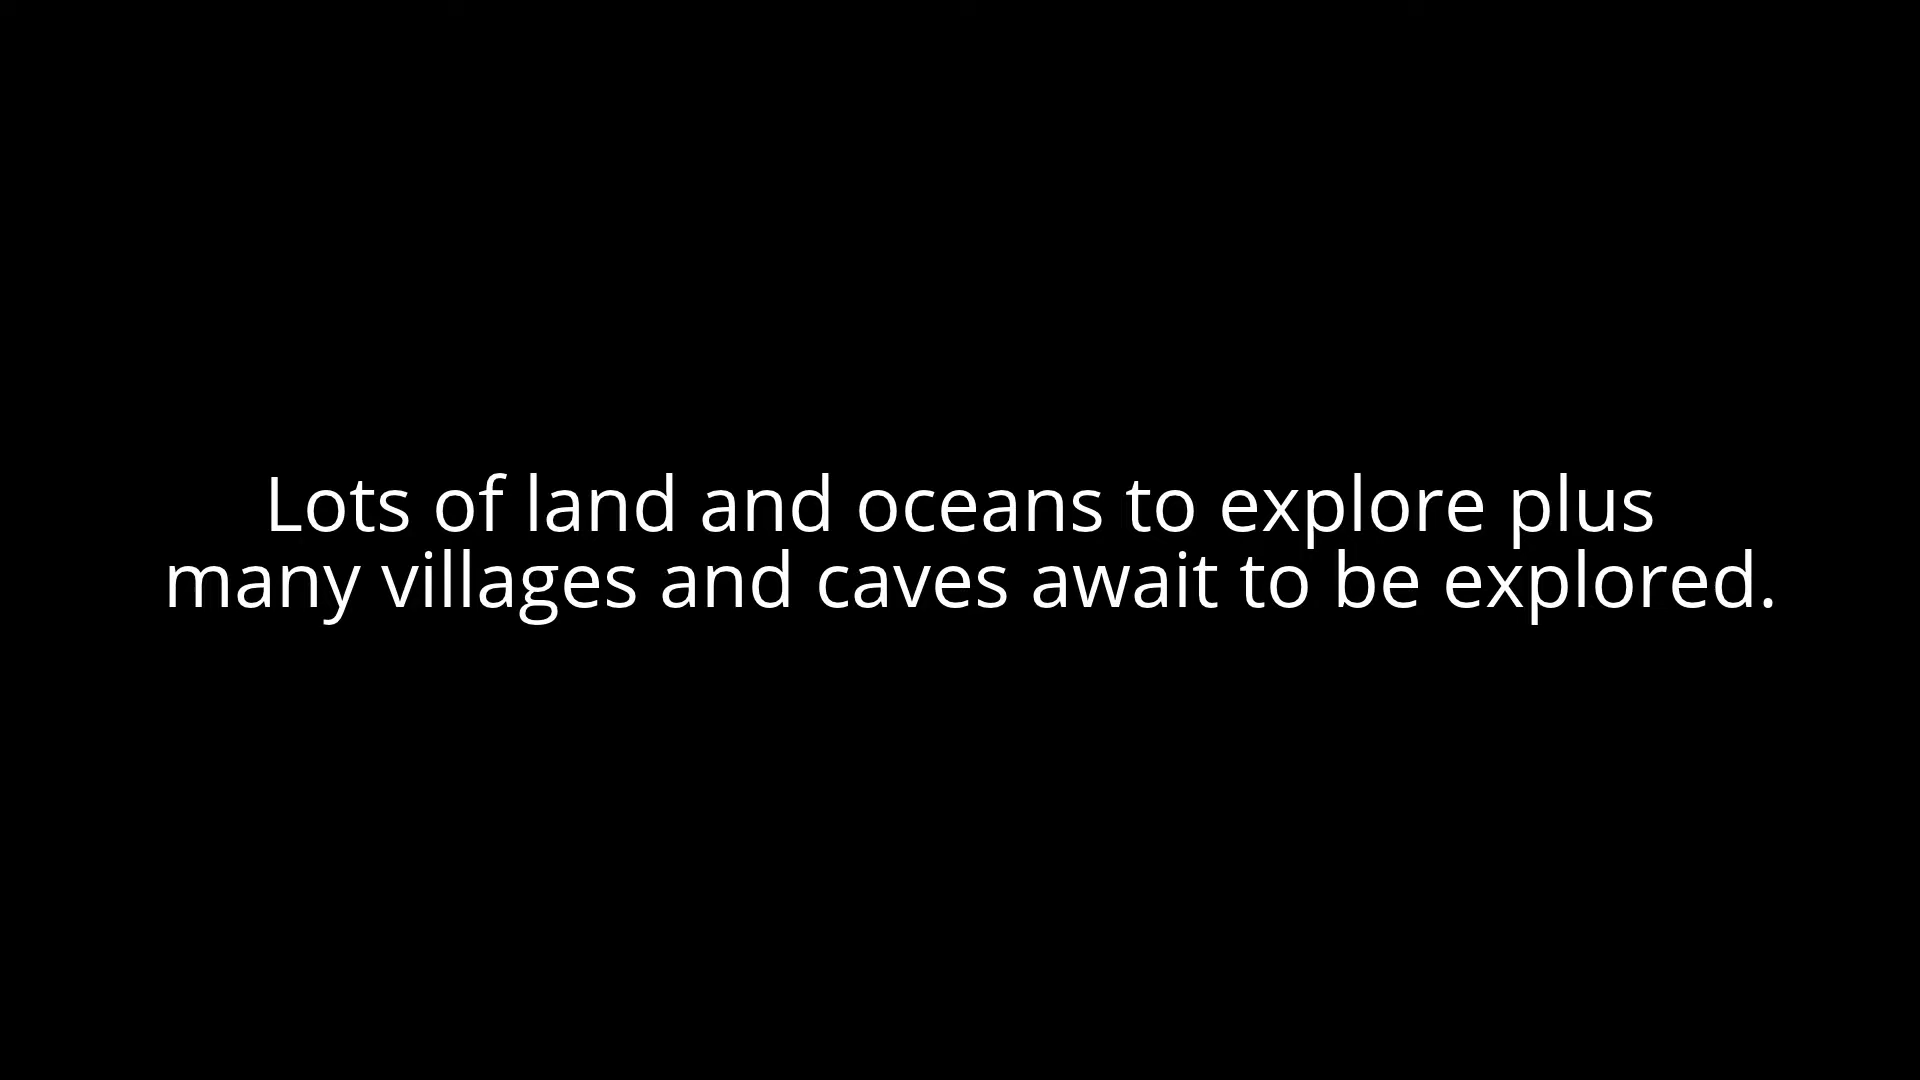 Lots of land and oceans to explore plus
many villages and caves await to be explored.